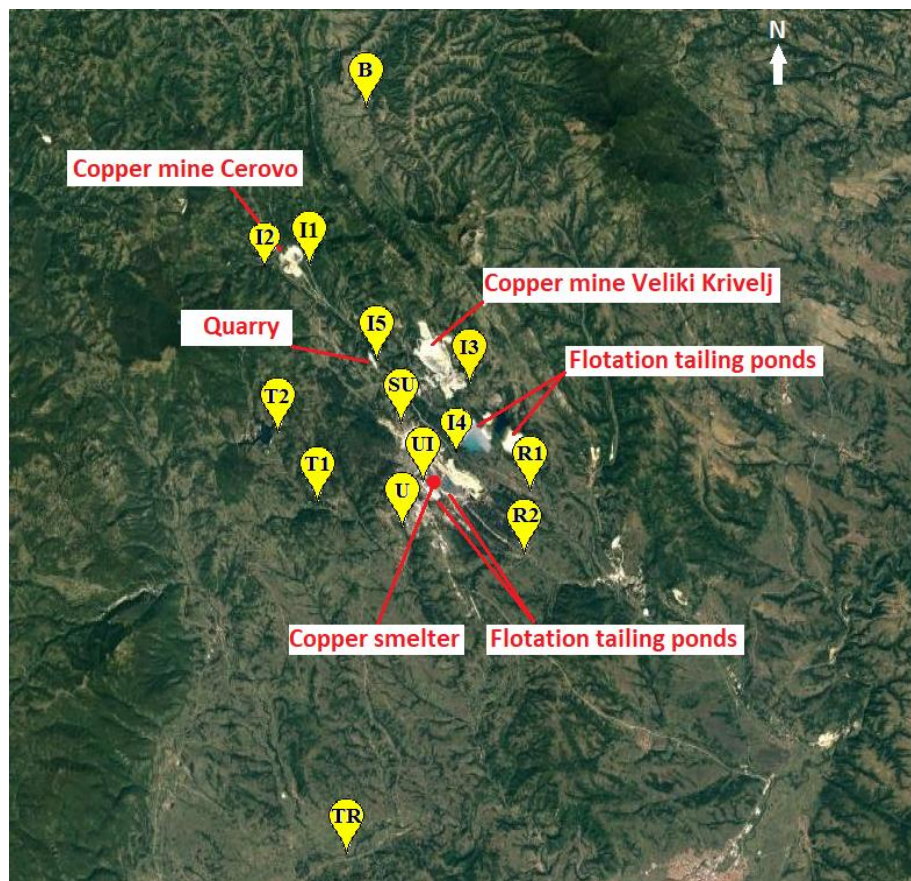 N
B
Copper mine Cerovo
I2
I1
Copper mine Veliki Krivelj
Quarry
I5
I3
Flotation tailing ponds
SU
T2
I4
UI
R1
T1
U
R2
Copper smelter
Flotation tailing ponds
TR